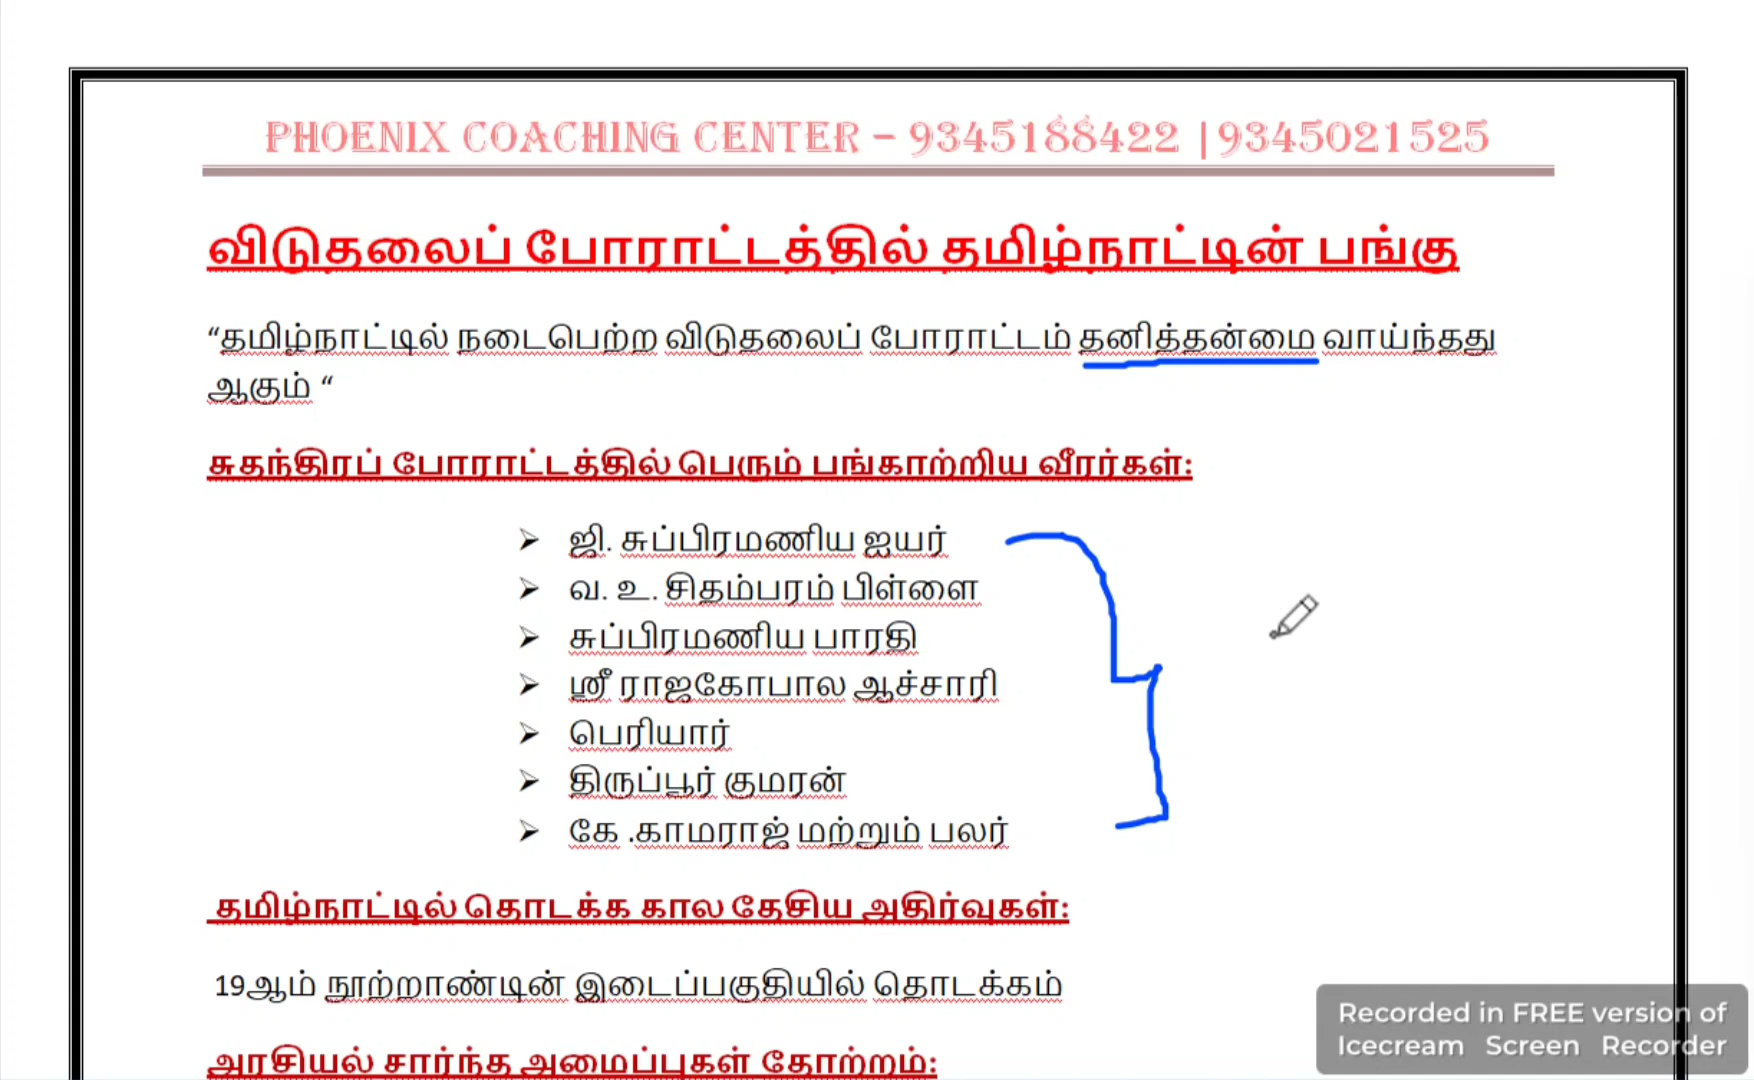 PHOENIX COACHING CENTER – 9345188422 |9345021525
விடுதலைப் போராட்டத்தில் தமிழ்நாட்டின் பங்கு
“தமிழ்நாட்டில் நடைபெற்ற விடுதலைப் போராட்டம் தனித்தன்மை வாய்ந்தது
ஆகும் “
சுதந்திரப் போராட்டத்தில் பெரும் பங்காற்றிய வீரர்கள்:
➤ ஜி. சுப்பிரமணிய ஐயர்
➤ வ. உ. சிதம்பரம் பிள்ளை
➤ சுப்பிரமணிய பாரதி
➤ ஸ்ரீ ராஜகோபால ஆச்சாரி
➤ பெரியார்
➤ திருப்பூர் குமரன்
➤ கே .காமராஜ் மற்றும் பலர்
தமிழ்நாட்டில் தொடக்க கால தேசிய அதிர்வுகள்:
19ஆம் நூற்றாண்டின் இடைப்பகுதியில் தொடக்கம்
அரசியல் சார்ந்த அமைப்புகள் தோற்றம்:
Recorded in FREE version of
Icecream Screen Recorder